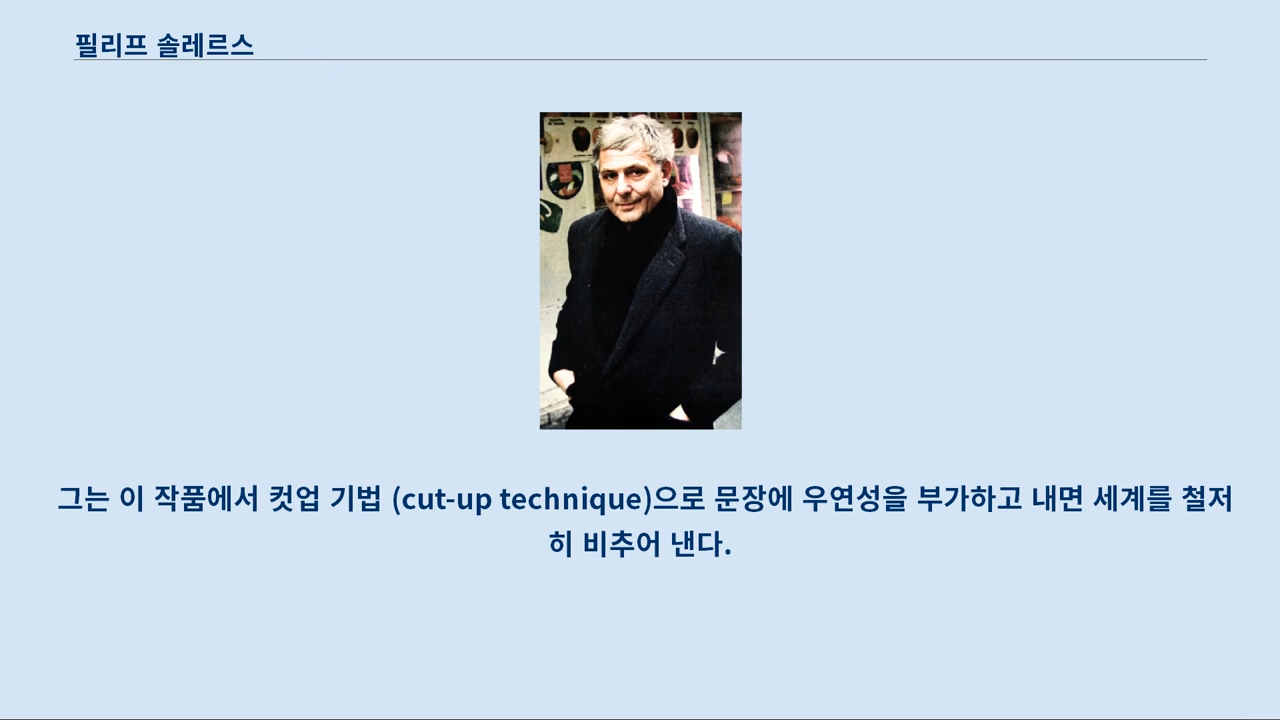 필리프 솔레르스
그는 이 작품에서 컷업 기법 (cut-up technique)으로 문장에 우연성을 부가하고 내면 세계를 철저
히 비추어 낸다.